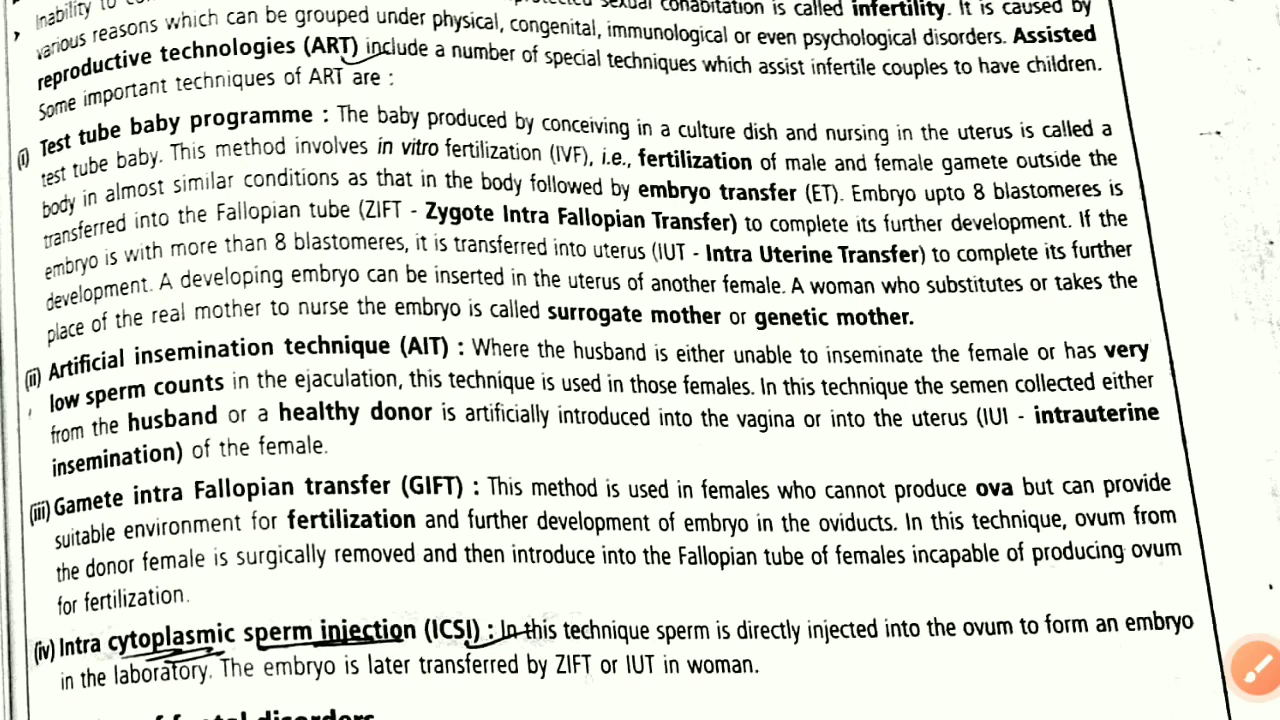 Inability to sexual cohabitation is called infertility. It is caused by
various reasons which can be grouped under physical, congenital, immunological or even psychological disorders. Assisted
reproductive technologies (ART) include a number of special techniques which assist infertile couples to have children.
Some important techniques of ART are :
(i) Test tube baby programme : The baby produced by conceiving in a culture dish and nursing in the uterus is called a
test tube baby. This method involves in vitro fertilization (IVF), i.e., fertilization of male and female gamete outside the
body in almost similar conditions as that in the body followed by embryo transfer (ET). Embryo upto 8 blastomeres is
transferred into the Fallopian tube (ZIFT - Zygote Intra Fallopian Transfer) to complete its further development. If the
embryo is with more than 8 blastomeres, it is transferred into uterus (IUT - Intra Uterine Transfer) to complete its further
development. A developing embryo can be inserted in the uterus of another female. A woman who substitutes or takes the
place of the real mother to nurse the embryo is called surrogate mother or genetic mother.
(ii) Artificial insemination technique (AIT) : Where the husband is either unable to inseminate the female or has very
low sperm counts in the ejaculation, this technique is used in those females. In this technique the semen collected either
from the husband or a healthy donor is artificially introduced into the vagina or into the uterus (IUI - intrauterine
insemination) of the female.
(iii) Gamete intra Fallopian transfer (GIFT) : This method is used in females who cannot produce ova but can provide
suitable environment for fertilization and further development of embryo in the oviducts. In this technique, ovum from
the donor female is surgically removed and then introduce into the Fallopian tube of females incapable of producing ovum
for fertilization.
(iv) Intra cytoplasmic sperm injection (ICSI) : In this technique sperm is directly injected into the ovum to form an embryo
in the laboratory. The embryo is later transferred by ZIFT or IUT in woman.
disorders